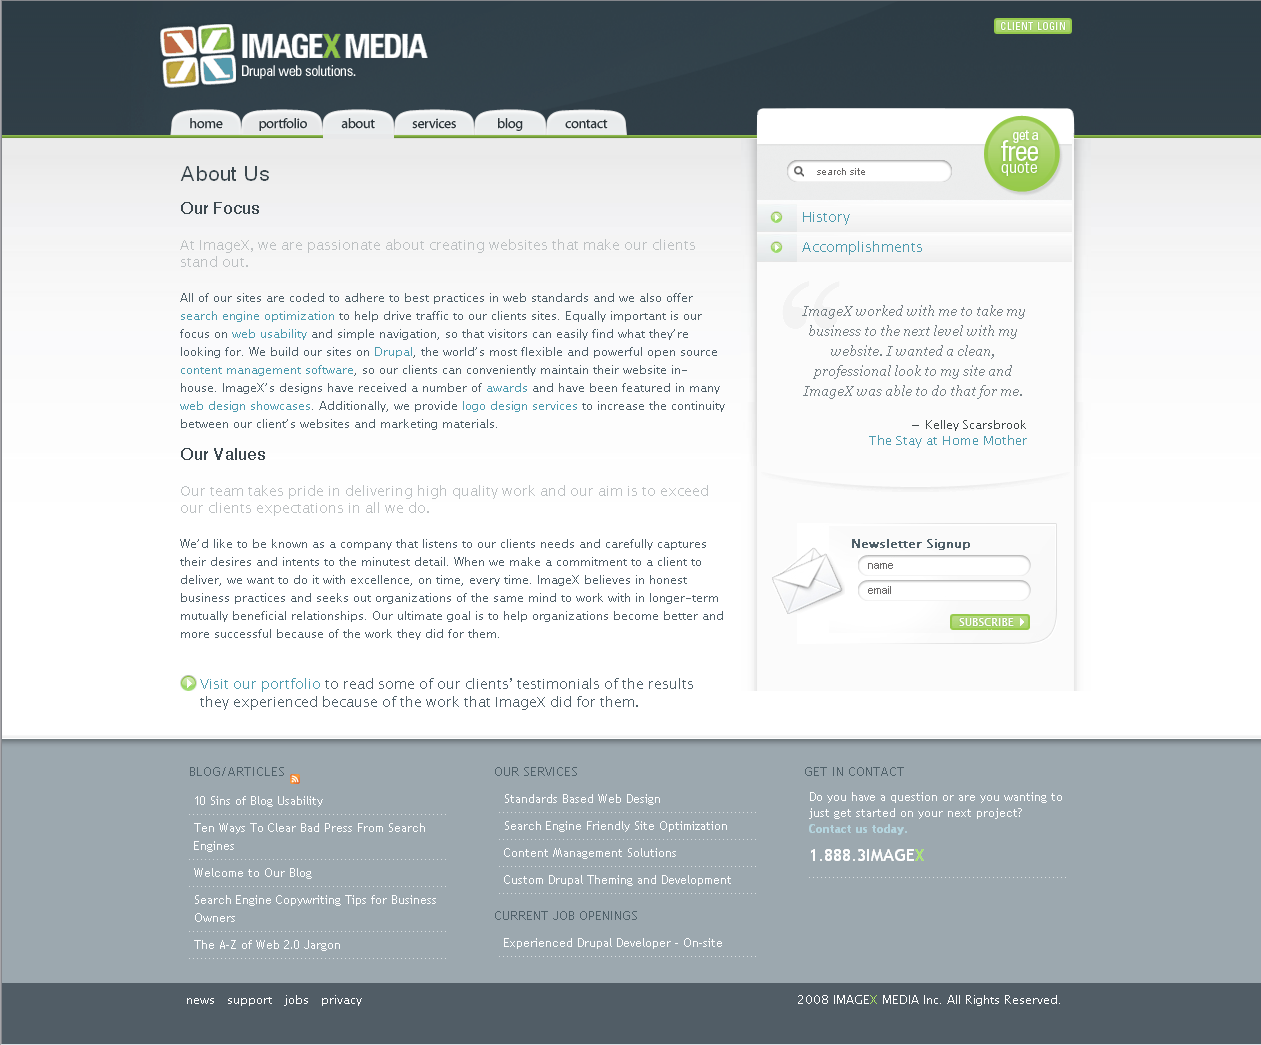 CLIENT LOGIN
IMAGEX MEDIA
Drupal web solutions.
home portfolio about services blog contact
get a
free
quote
search site
History
Accomplishments
About Us
Our Focus
At ImageX, we are passionate about creating websites that make our clients
stand out.
All of our sites are coded to adhere to best practices in web standards and we also offer
search engine optimization to help drive traffic to our clients sites. Equally important is our
focus on web usability and simple navigation, so that visitors can easily find what they're
looking for. We build our sites on Drupal, the world's most flexible and powerful open source
content management software, so our clients can conveniently maintain their website in-
house. ImageX's designs have received a number of awards and have been featured in many
web design showcases. Additionally, we provide logo design services to increase the continuity
between our client's websites and marketing materials.
Our Values
Our team takes pride in delivering high quality work and our aim is to exceed
our clients expectations in all we do.
We'd like to be known as a company that listens to our clients needs and carefully captures
their desires and intents to the minutest detail. When we make a commitment to a client to
deliver, we want to do it with excellence, on time, every time. ImageX believes in honest
business practices and seeks out organizations of the same mind to work with in longer-term
mutually beneficial relationships. Our ultimate goal is to help organizations become better and
more successful because of the work they did for them.
Visit our portfolio to read some of our clients' testimonials of the results
they experienced because of the work that ImageX did for them.
“
ImageX worked with me to take my
business to the next level with my
website. I wanted a clean,
professional look to my site and
ImageX was able to do that for me.
— Kelley Scarsbrook
The Stay at Home Mother
Newsletter Signup
name
email
SUBSCRIBE
BLOG/ARTICLES
10 Sins of Blog Usability
Ten Ways To Clear Bad Press From Search
Engines
Welcome to Our Blog
Search Engine Copywriting Tips for Business
Owners
The A-Z of Web 2.0 Jargon
OUR SERVICES
Standards Based Web Design
Search Engine Friendly Site Optimization
Content Management Solutions
Custom Drupal Theming and Development
CURRENT JOB OPENINGS
Experienced Drupal Developer - On-site
GET IN CONTACT
Do you have a question or are you wanting to
just get started on your next project?
Contact us today.
1.888.3IMAGEX
news support jobs privacy
2008 IMAGEX MEDIA Inc. All Rights Reserved.